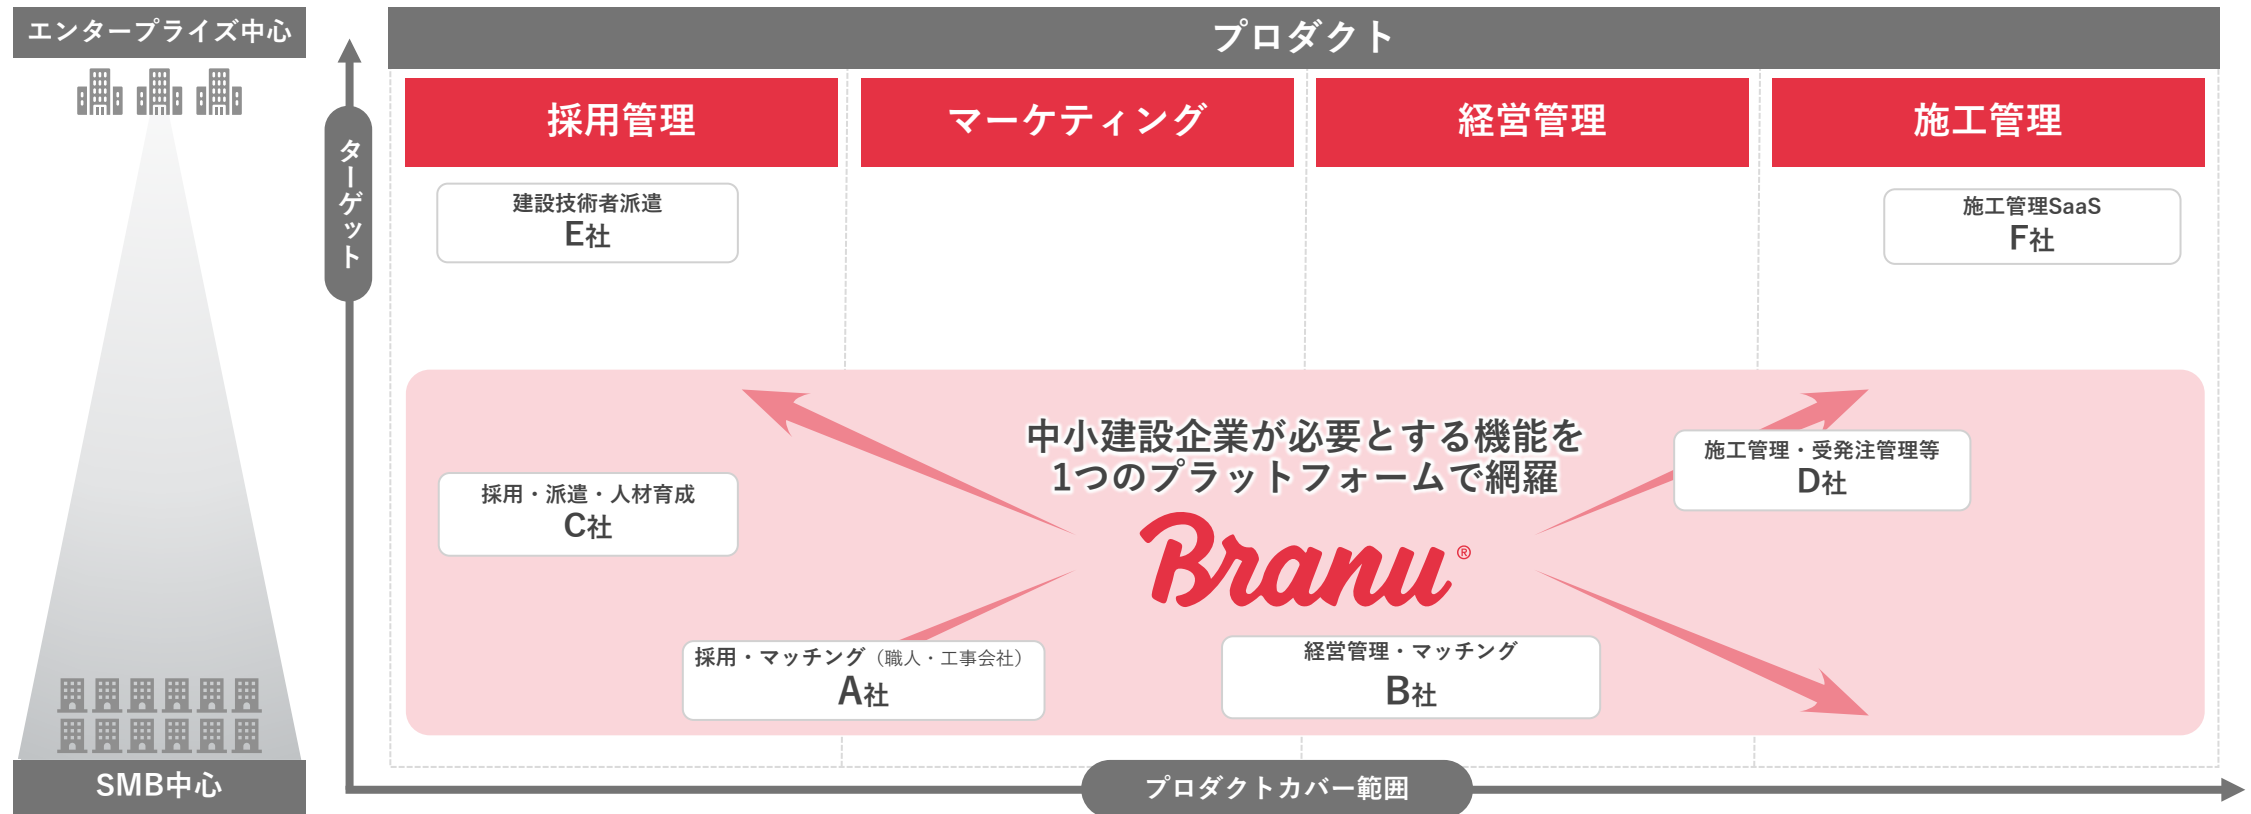 エンタープライズ中心
プロダクト
ターゲット
採用管理
マーケティング
経営管理
施工管理
建設技術者派遣
E社
施工管理SaaS
F社
中小建設企業が必要とする機能を
1つのプラットフォームで網羅
施工管理・受発注管理等
D社
採用・派遣・人材育成
C社
Branu®
採用・マッチング（職人・工事会社）
A社
経営管理・マッチング
B社
SMB中心
プロダクトカバー範囲